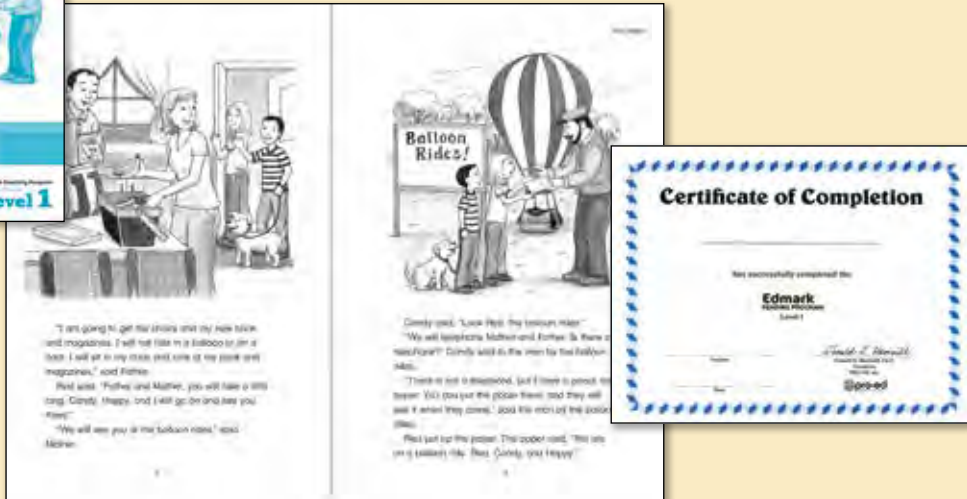 Level 1
"I am going to get the chairs and my new book
and magazines. I will not ride in a balloon or in a
boat. I will sit in my chair and look at my book and
magazines," said Father.
Red said, "Father and Mother, you will take a little
long. Candy, Happy, and I will go on and see you
there."
"We will see you at the balloon rides," said
Mother.
Balloon
Rides!
Candy said, "Look Red, the balloon rides!"
"We will telephone Mother and Father. Is there a
telephone?" Candy said to the man by the balloon
rides.
"There is not a telephone, but I have a pencil and
paper. You can put the paper there, and they will
see it when they come," said the man at the balloon
rides.
Red put up the paper. The paper said, "We are
on a balloon ride. Red, Candy, and Happy"
Certificate of Completion
has successfully completed the
Edmark
READING PROGRAM
Level 1
pro·ed